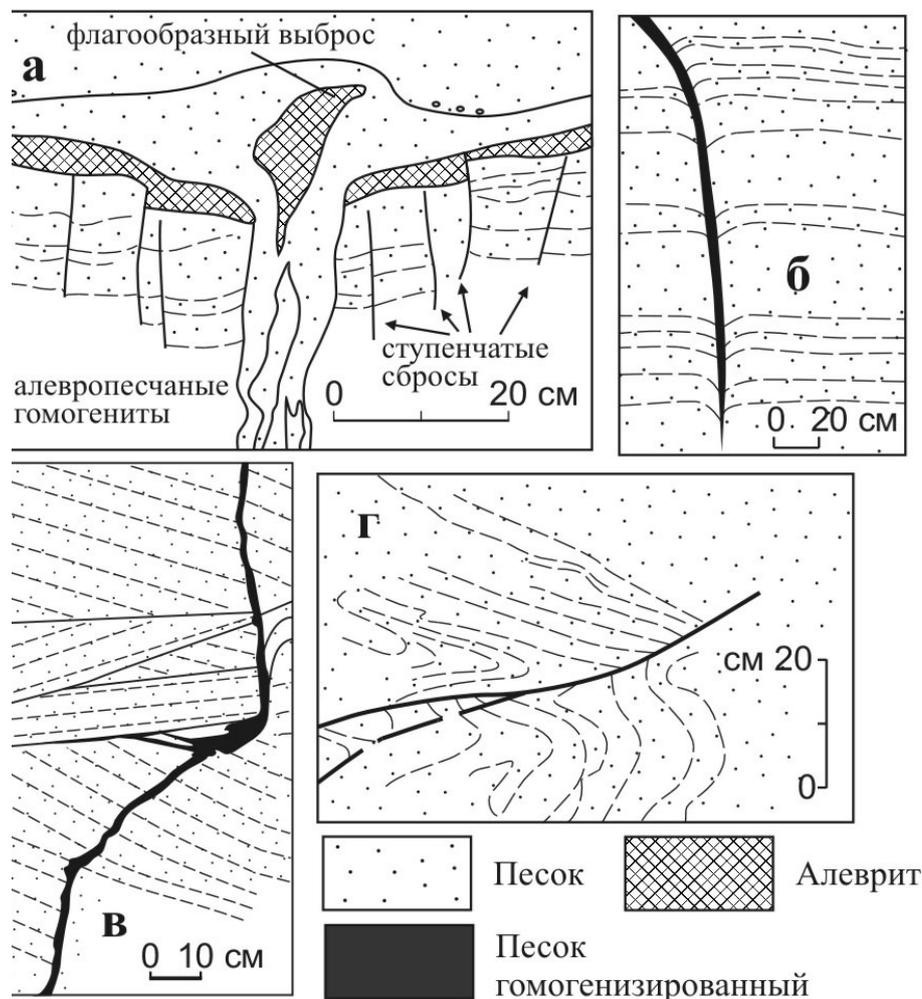 флагообразный выброс
а
ступенчатые
сбросы
алевропесчаные
гомогениты
0 20 см
б
0 20 см
в
0 10 см
г
см 20
0
Песок
Алеврит
Песок
гомогенизированный